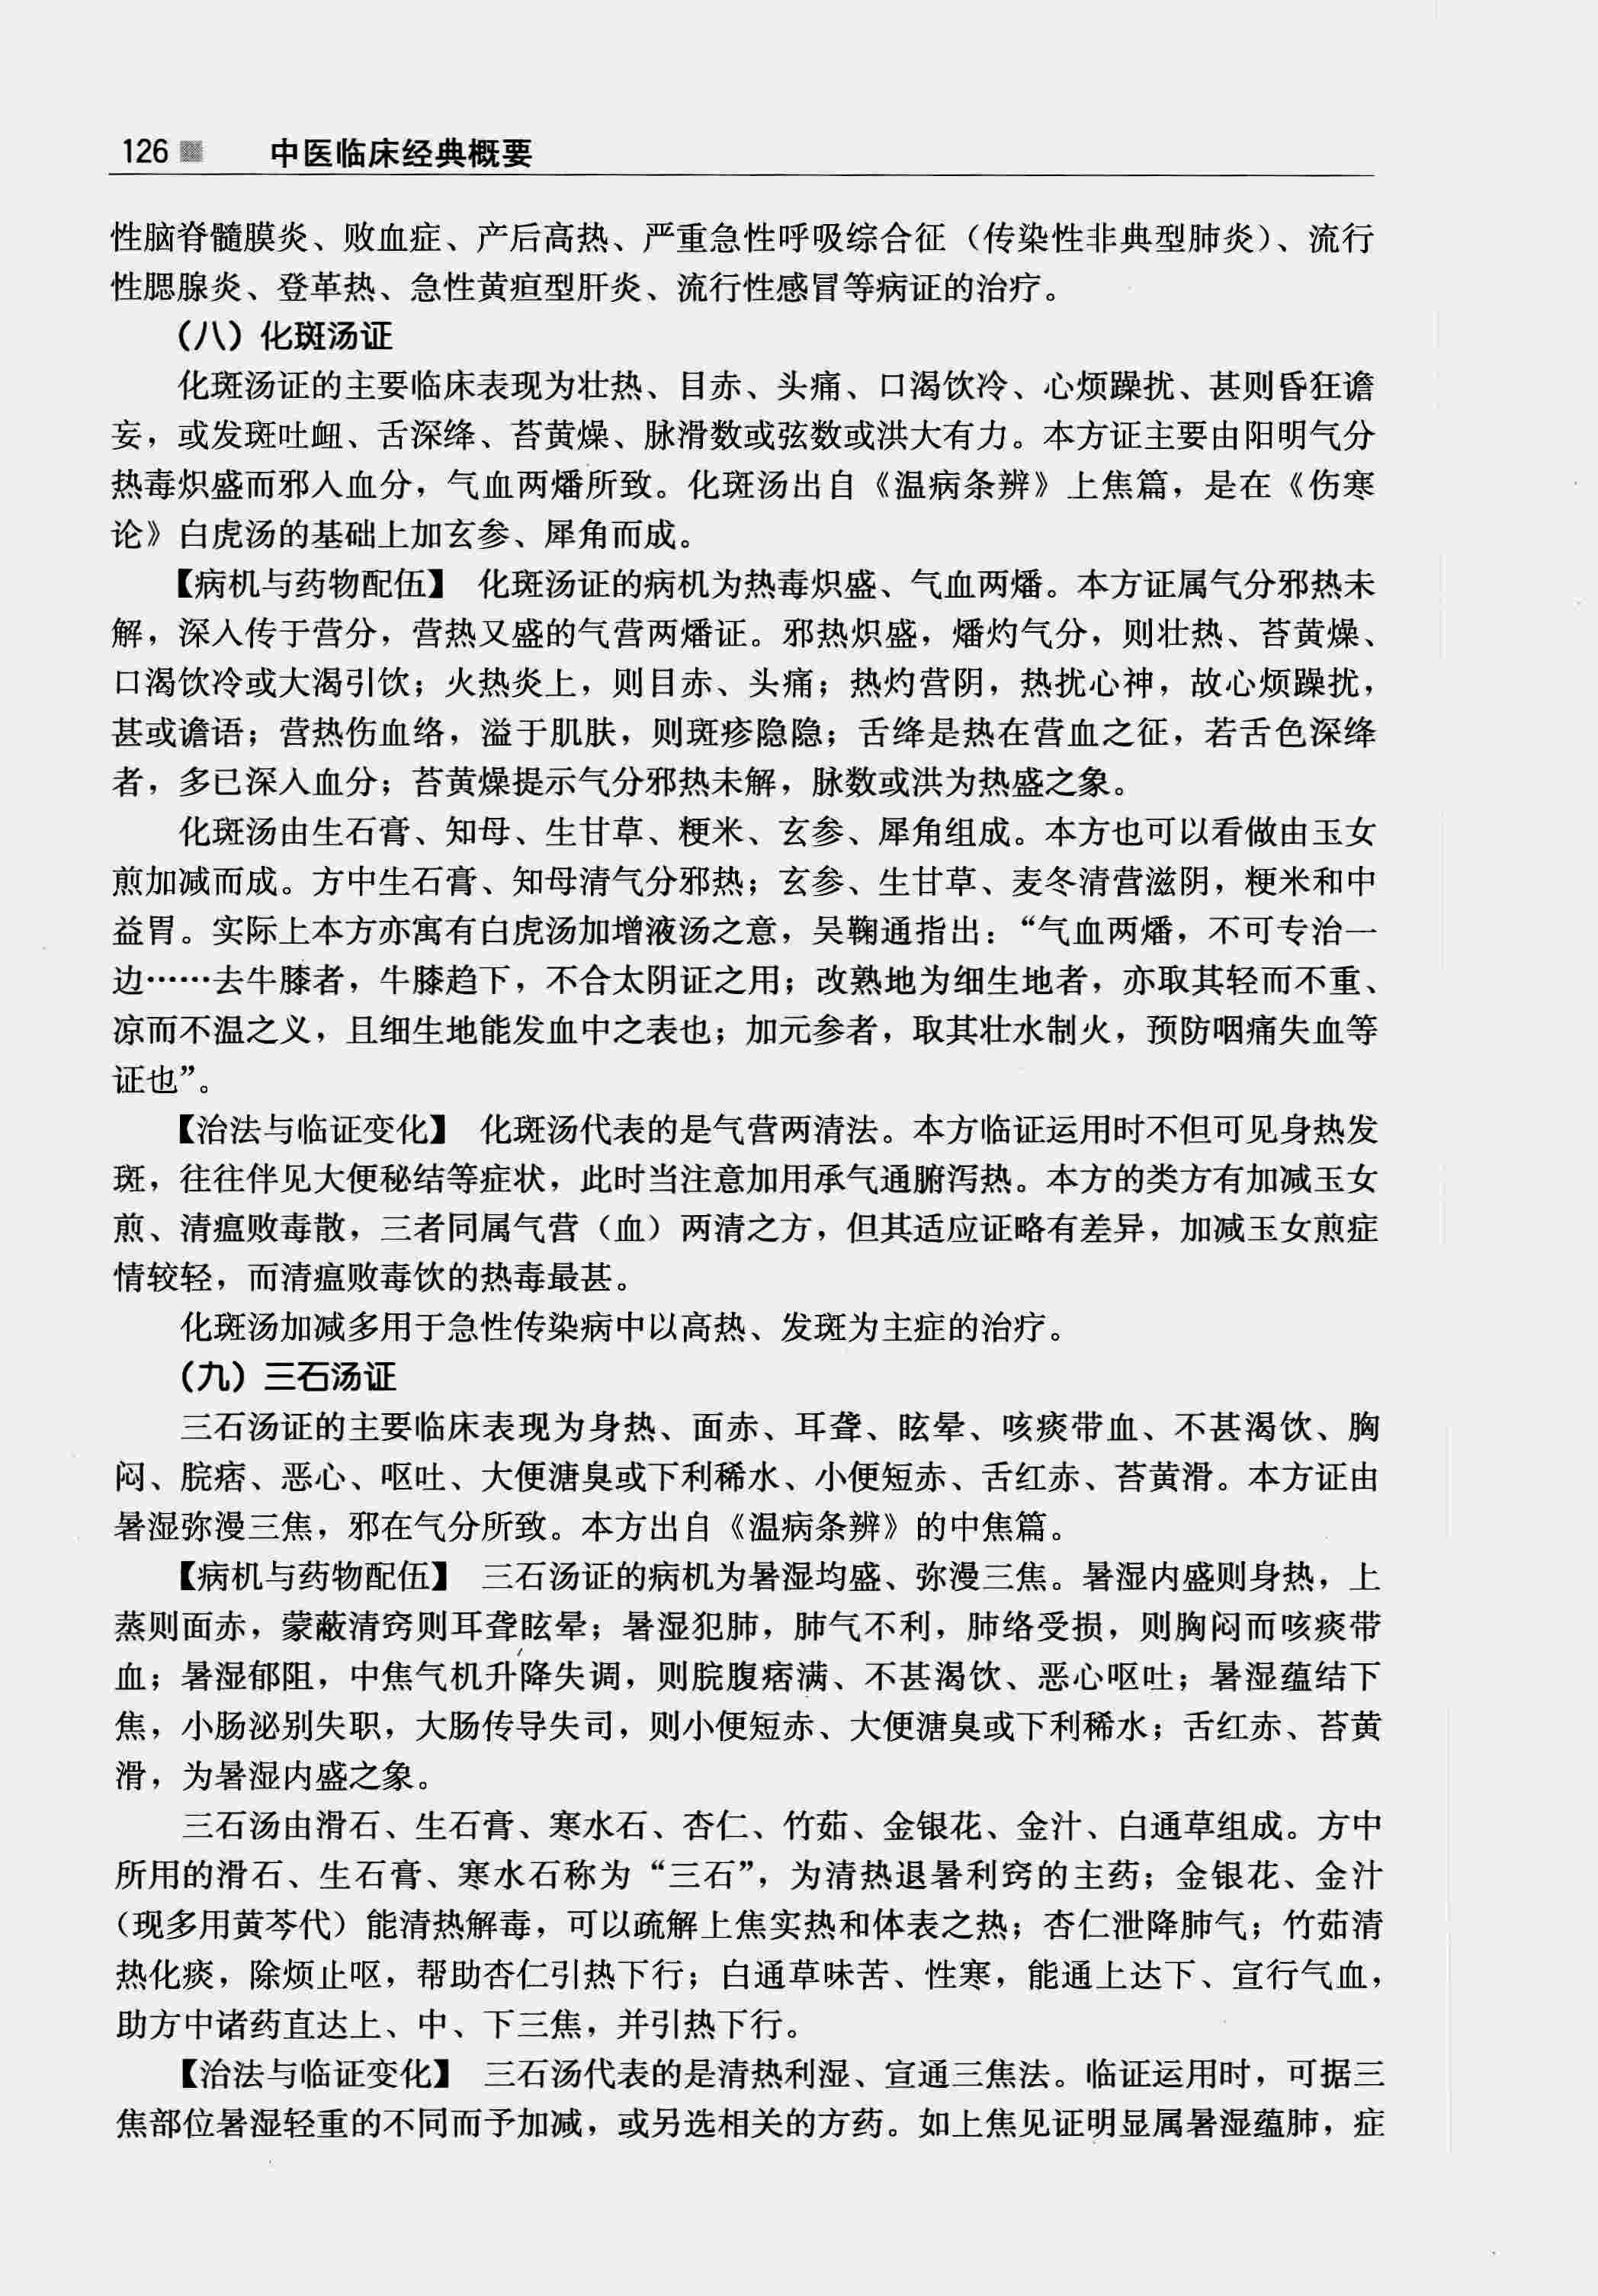 126 中医临床经典概要
性脑脊髓膜炎、败血症、产后高热、严重急性呼吸综合征（传染性非典型肺炎）、流行
性腮腺炎、登革热、急性黄疸型肝炎、流行性感冒等病证的治疗。
（八）化斑汤证
化斑汤证的主要临床表现为壮热、目赤、头痛、口渴饮冷、心烦躁扰、甚则昏狂谵
妄，或发斑吐衄、舌深绛、苔黄燥、脉滑数或弦数或洪大有力。本方证主要由阳明气分
热毒炽盛而邪入血分，气血两燔所致。化斑汤出自《温病条辨》上焦篇，是在《伤寒
论》白虎汤的基础上加玄参、犀角而成。
【病机与药物配伍】 化斑汤证的病机为热毒炽盛、气血两燔。本方证属气分邪热未
解，深入传于营分，营热又盛的气营两燔证。邪热炽盛，燔灼气分，则壮热、苔黄燥、
口渴饮冷或大渴引饮；火热炎上，则目赤、头痛；热灼营阴，热扰心神，故心烦躁扰，
甚或谵语；营热伤血络，溢于肌肤，则斑疹隐隐；舌绛是热在营血之征，若舌色深绛
者，多已深入血分；苔黄燥提示气分邪热未解，脉数或洪为热盛之象。
化斑汤由生石膏、知母、生甘草、粳米、玄参、犀角组成。本方也可以看做由玉女
煎加减而成。方中生石膏、知母清气分邪热；玄参、生甘草、麦冬清营滋阴，粳米和中
益胃。实际上本方亦寓有白虎汤加增液汤之意，吴鞠通指出：“气血两燔，不可专治一
边……去牛膝者，牛膝趋下，不合太阴证之用；改熟地为细生地者，亦取其轻而不重、
凉而不温之义，且细生地能发血中之表也；加元参者，取其壮水制火，预防咽痛失血等
证也”。
【治法与临证变化】 化斑汤代表的是气营两清法。本方临证运用时不但可见身热发
斑，往往伴见大便秘结等症状，此时当注意加用承气通腑泻热。本方的类方有加减玉女
煎、清瘟败毒散，三者同属气营（血）两清之方，但其适应证略有差异，加减玉女煎症
情较轻，而清瘟败毒饮的热毒最甚。
化斑汤加减多用于急性传染病中以高热、发斑为主症的治疗。
（九）三石汤证
三石汤证的主要临床表现为身热、面赤、耳聋、眩晕、咳痰带血、不甚渴饮、胸
闷、脘痞、恶心、呕吐、大便溏臭或下利稀水、小便短赤、舌红赤、苔黄滑。本方证由
暑湿弥漫三焦，邪在气分所致。本方出自《温病条辨》的中焦篇。
【病机与药物配伍】 三石汤证的病机为暑湿均盛、弥漫三焦。暑湿内盛则身热，上
蒸则面赤，蒙蔽清窍则耳聋眩晕；暑湿犯肺，肺气不利，肺络受损，则胸闷而咳痰带
血；暑湿郁阻，中焦气机升降失调，则脘腹痞满、不甚渴饮、恶心呕吐；暑湿蕴结下
焦，小肠泌别失职，大肠传导失司，则小便短赤、大便溏臭或下利稀水；舌红赤、苔黄
滑，为暑湿内盛之象。
三石汤由滑石、生石膏、寒水石、杏仁、竹茹、金银花、金汁、白通草组成。方中
所用的滑石、生石膏、寒水石称为“三石”，为清热退暑利窍的主药；金银花、金汁
（现多用黄芩代）能清热解毒，可以疏解上焦实热和体表之热；杏仁泄降肺气；竹茹清
热化痰，除烦止呕，帮助杏仁引热下行；白通草味苦、性寒，能通上达下、宣行气血，
助方中诸药直达上、中、下三焦，并引热下行。
【治法与临证变化】 三石汤代表的是清热利湿、宣通三焦法。临证运用时，可据三
焦部位暑湿轻重的不同而予加减，或另选相关的方药。如上焦见证明显属暑湿蕴肺，症